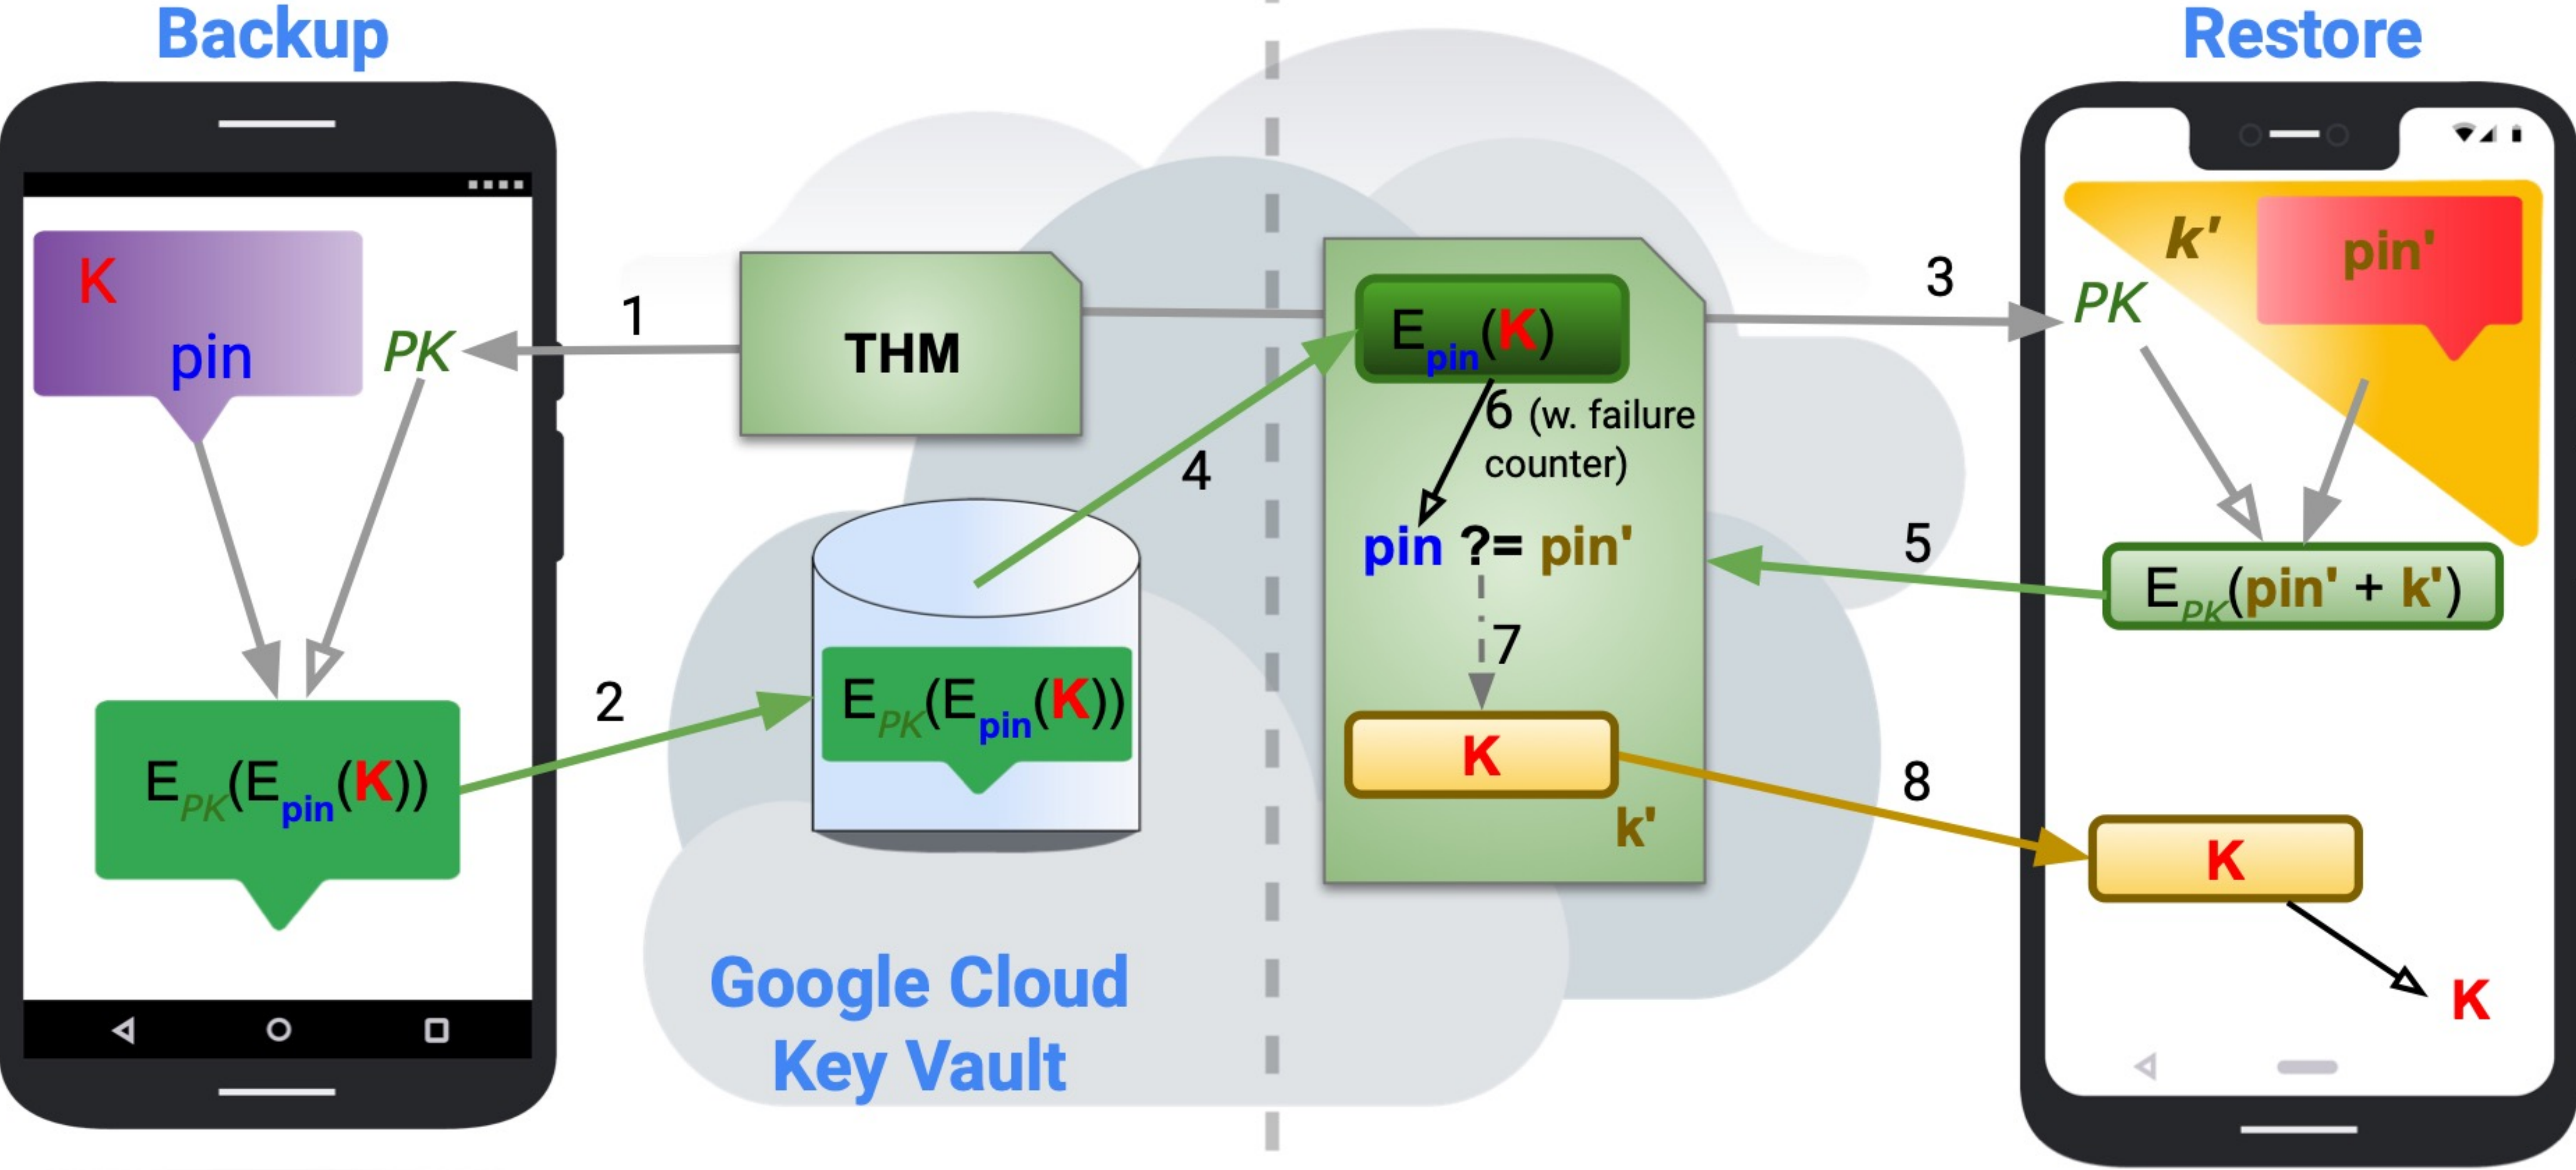 Backup
Restore
K
pin
PK
1
THM
E_pin(K)
6 (w. failure
counter)
3
k'
pin'
PK
4
pin ?= pin'
5
E_PK(pin' + k')
7
2
E_PK(E_pin(K))
E_PK(E_pin(K))
K
k'
8
K
K
Google Cloud
Key Vault